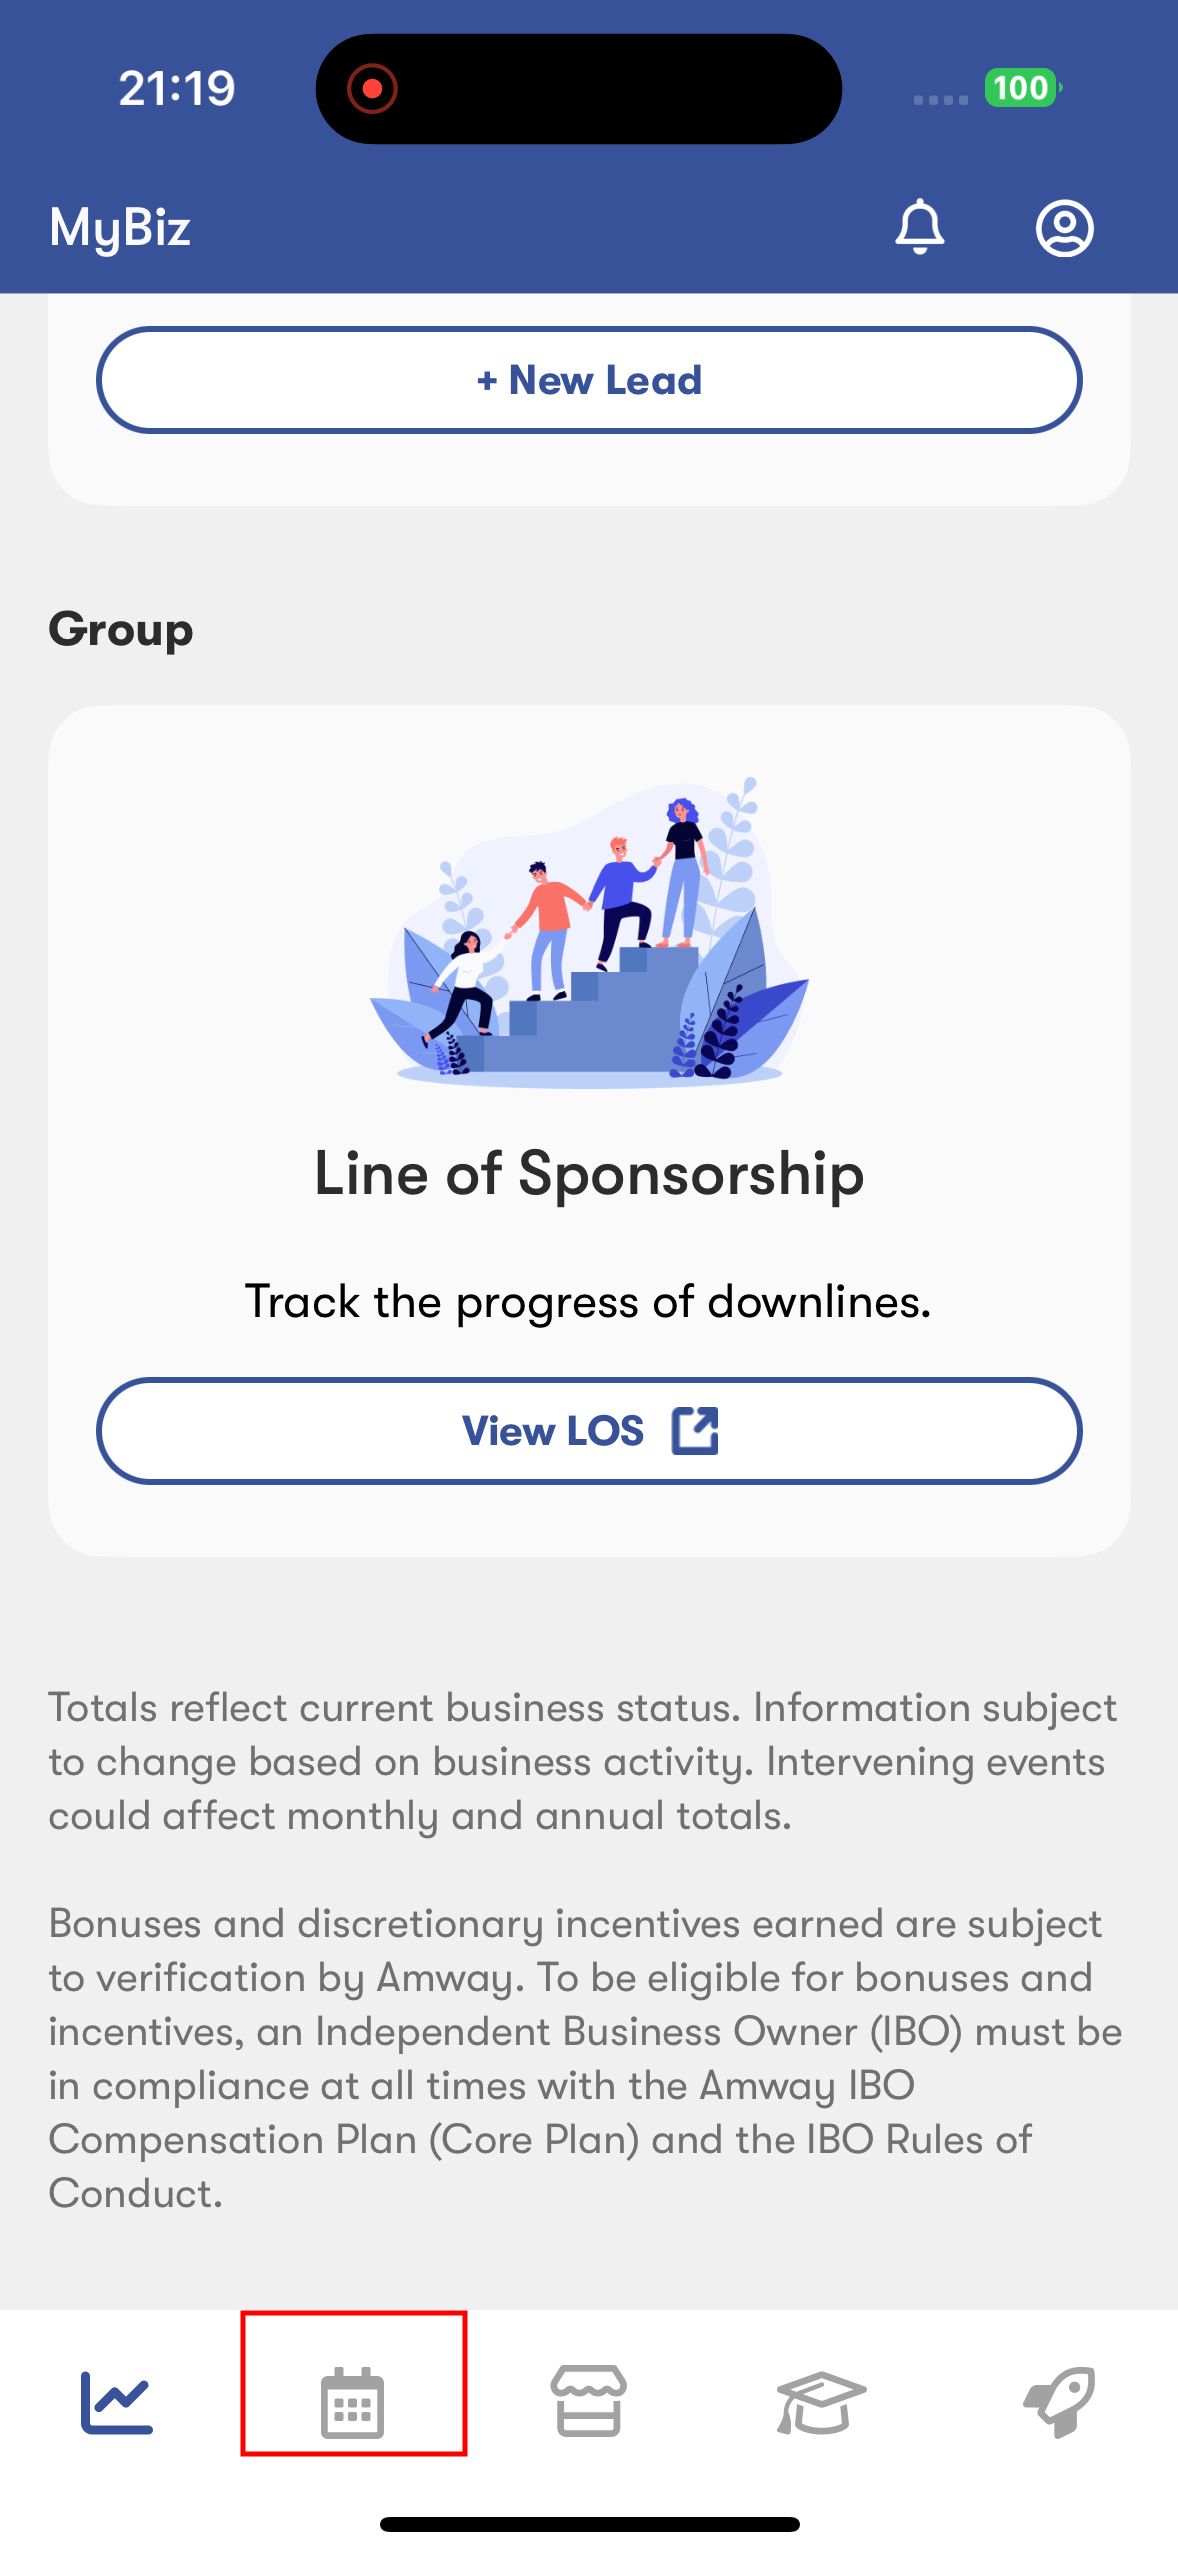 21:19
100
MyBiz
+ New Lead
Group
Line of Sponsorship
Track the progress of downlines.
View LOS
Totals reflect current business status. Information subject
to change based on business activity. Intervening events
could affect monthly and annual totals.
Bonuses and discretionary incentives earned are subject
to verification by Amway. To be eligible for bonuses and
incentives, an Independent Business Owner (IBO) must be
in compliance at all times with the Amway IBO
Compensation Plan (Core Plan) and the IBO Rules of
Conduct.